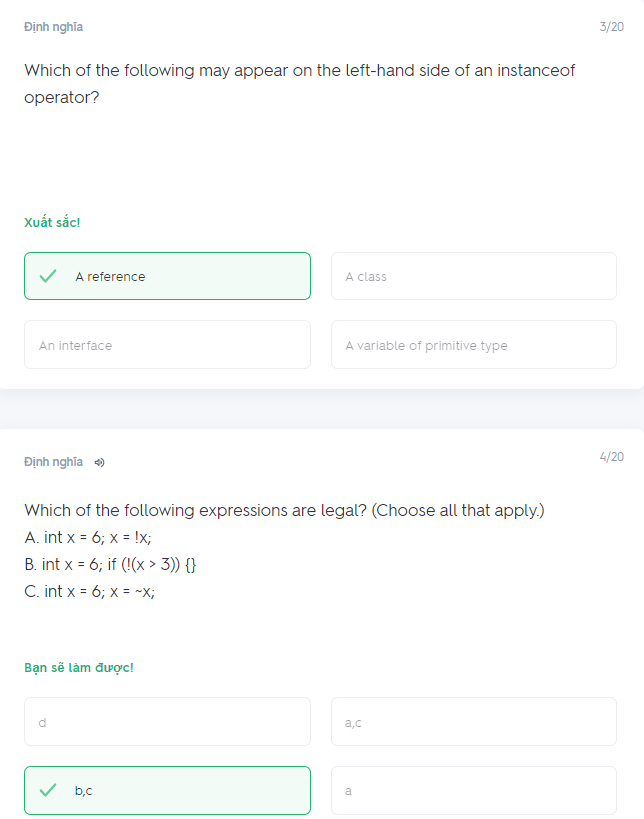 Định nghĩa
3/20
Which of the following may appear on the left-hand side of an instanceof
operator?
Xuất sắc!
A reference
A class
An interface
A variable of primitive type
Định nghĩa
4/20
Which of the following expressions are legal? (Choose all that apply.)
A. int x = 6; x = !x;
B. int x = 6; if (!(x > 3)) {}
C. int x = 6; x = ~x;
Bạn sẽ làm được!
d
a,c
b,c
a